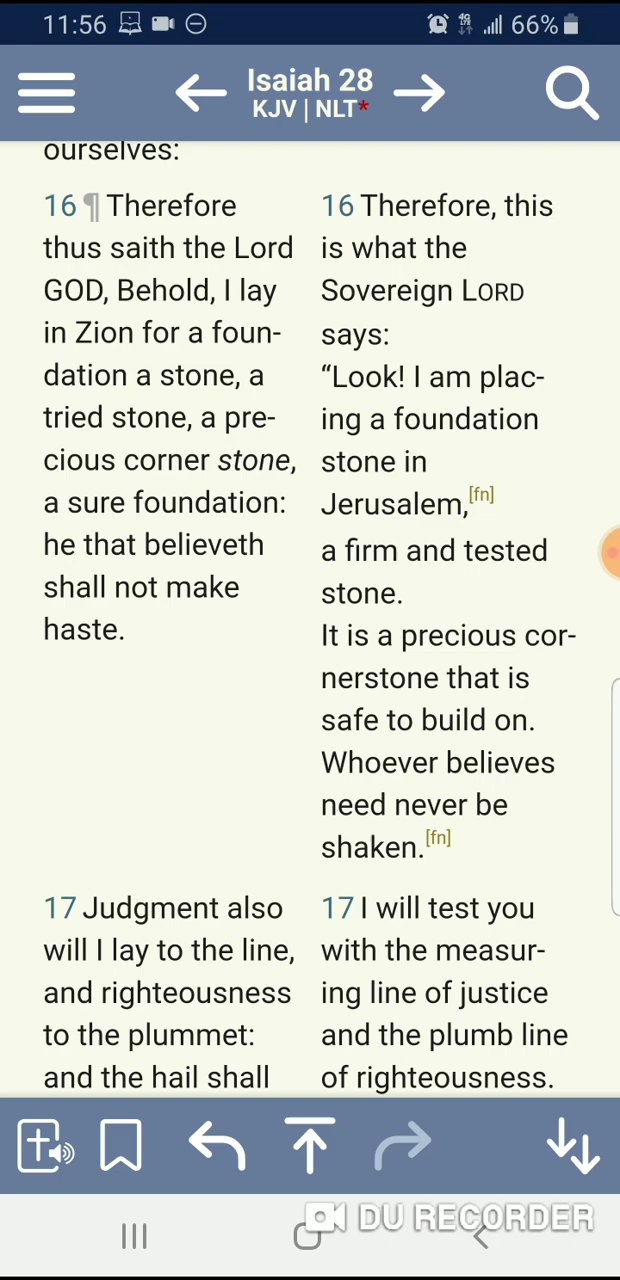 11:56 66%
Isaiah 28
KJV | NLT*
ourselves:
16 ¶ Therefore
thus saith the Lord
GOD, Behold, I lay
in Zion for a foun-
dation a stone, a
tried stone, a pre-
cious corner stone,
a sure foundation:
he that believeth
shall not make
haste.
16 Therefore, this
is what the
Sovereign LORD
says:
“Look! I am plac-
ing a foundation
stone in
Jerusalem,[fn]
a firm and tested
stone.
It is a precious cor-
nerstone that is
safe to build on.
Whoever believes
need never be
shaken.[fn]
17 Judgment also
will I lay to the line,
and righteousness
to the plummet:
and the hail shall
17 I will test you
with the measur-
ing line of justice
and the plumb line
of righteousness.
DU RECORDER